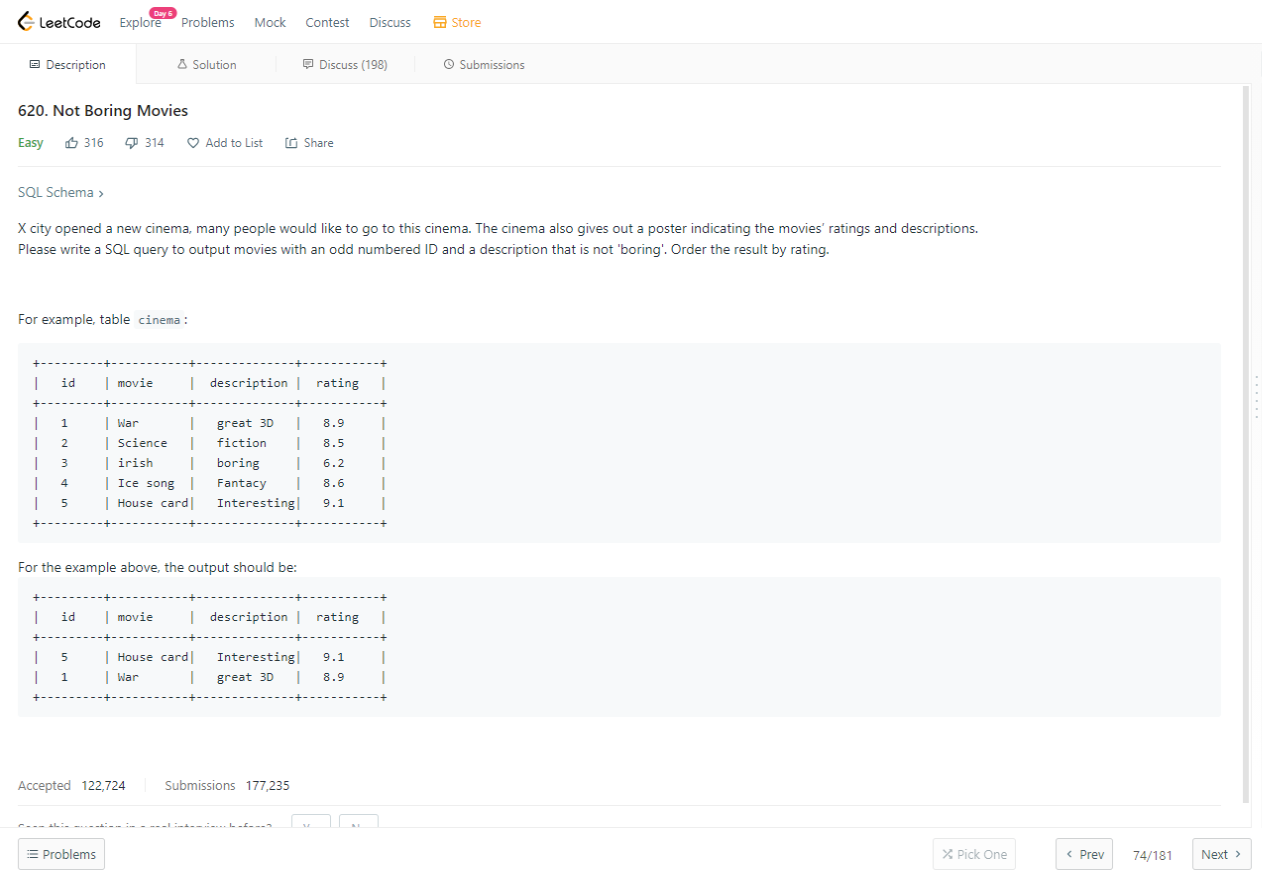 LeetCode Explore Day 6 Problems Mock Contest Discuss Store
Description Solution Discuss (198) Submissions
620. Not Boring Movies
Easy 316 314 Add to List Share
SQL Schema >
X city opened a new cinema, many people would like to go to this cinema. The cinema also gives out a poster indicating the movies' ratings and descriptions.
Please write a SQL query to output movies with an odd numbered ID and a description that is not 'boring'. Order the result by rating.
For example, table cinema:
+---------+-----------+--------------+-----------+
|   id    | movie     |  description |  rating   |
+---------+-----------+--------------+-----------+
|   1     | War       |   great 3D   |   8.9     |
|   2     | Science   |   fiction    |   8.5     |
|   3     | irish     |   boring     |   6.2     |
|   4     | Ice song  |   Fantacy    |   8.6     |
|   5     | House card|   Interesting|   9.1     |
+---------+-----------+--------------+-----------+
For the example above, the output should be:
+---------+-----------+--------------+-----------+
|   id    | movie     |  description |  rating   |
+---------+-----------+--------------+-----------+
|   5     | House card|   Interesting|   9.1     |
|   1     | War       |   great 3D   |   8.9     |
+---------+-----------+--------------+-----------+
Accepted 122,724 Submissions 177,235
Seen this question in a real interview before?
Problems Pick One < Prev 74/181 Next >